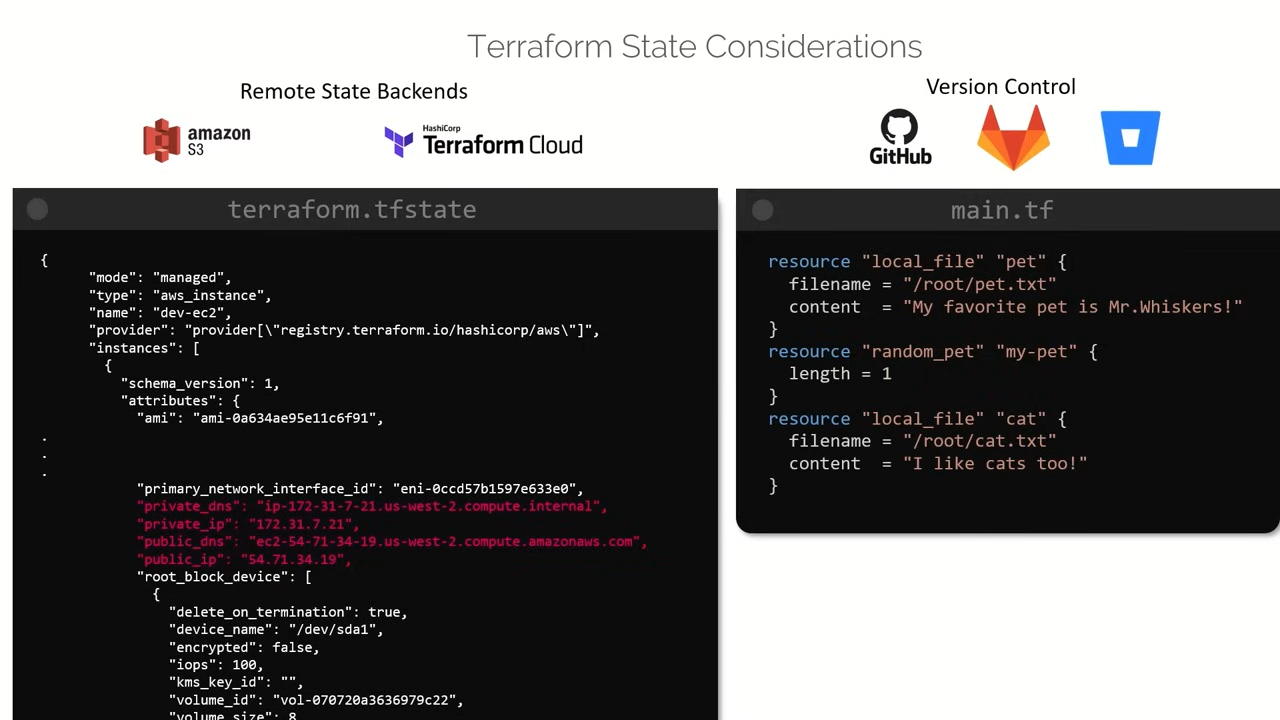 Terraform State Considerations
Remote State Backends
amazon
S3
HashiCorp
Terraform Cloud
Version Control
GitHub
terraform.tfstate
{
"mode": "managed",
"type": "aws_instance",
"name": "dev-ec2",
"provider": "provider[\"registry.terraform.io/hashicorp/aws\"]",
"instances": [
{
"schema_version": 1,
"attributes": {
"ami": "ami-0a634ae95e11c6f91",
.
.
.
"primary_network_interface_id": "eni-0ccd57b1597e633e0",
"private_dns": "ip-172-31-7-21.us-west-2.compute.internal",
"private_ip": "172.31.7.21",
"public_dns": "ec2-54-71-34-19.us-west-2.compute.amazonaws.com",
"public_ip": "54.71.34.19",
"root_block_device": [
{
"delete_on_termination": true,
"device_name": "/dev/sda1",
"encrypted": false,
"iops": 100,
"kms_key_id": "",
"volume_id": "vol-070720a3636979c22",
"volume_size": 8
main.tf
resource "local_file" "pet" {
filename = "/root/pet.txt"
content  = "My favorite pet is Mr.Whiskers!"
}
resource "random_pet" "my-pet" {
length = 1
}
resource "local_file" "cat" {
filename = "/root/cat.txt"
content  = "I like cats too!"
}